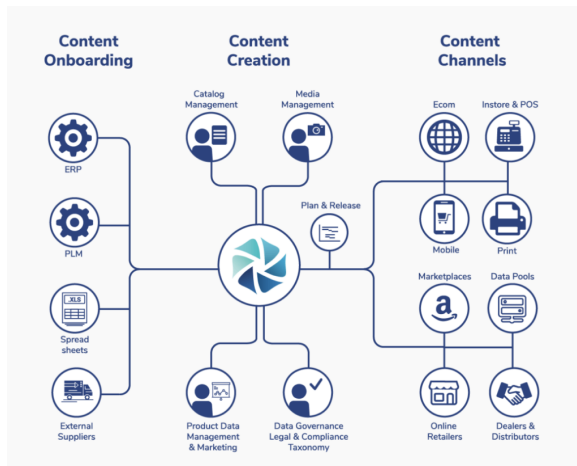 Content
Onboarding
Content
Creation
Content
Channels
Catalog
Management
Media
Management
Ecom
Instore & POS
ERP
Plan & Release
PLM
Mobile
Print
Marketplaces
Data Pools
XLS
a
Spread
sheets
External
Suppliers
Product Data
Management
& Marketing
Data Governance
Legal & Compliance
Taxonomy
Online
Retailers
Dealers &
Distributors